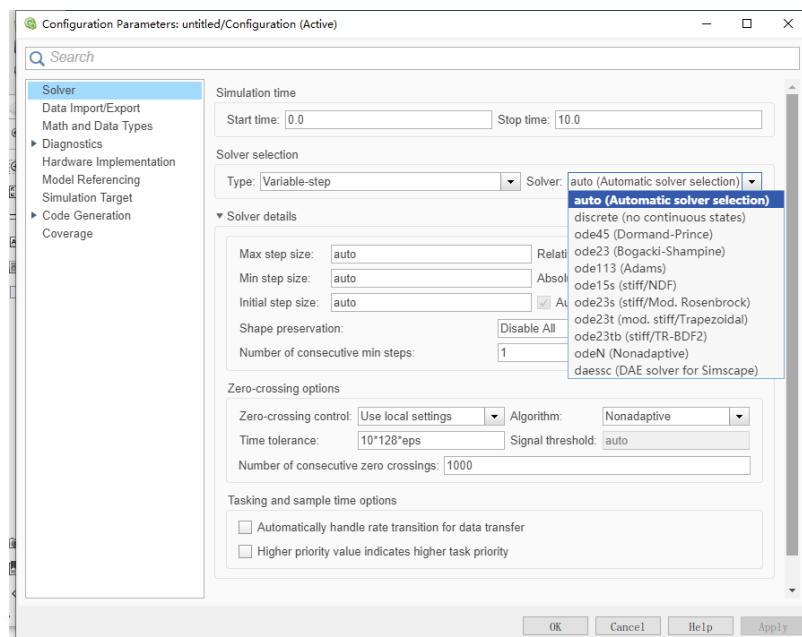 Configuration Parameters: untitled/Configuration (Active)
Search
Solver
Data Import/Export
Math and Data Types
Diagnostics
Hardware Implementation
Model Referencing
Simulation Target
Code Generation
Coverage
Simulation time
Start time: 0.0 Stop time: 10.0
Solver selection
Type: Variable-step Solver: auto (Automatic solver selection)
auto (Automatic solver selection)
discrete (no continuous states)
ode45 (Dormand-Prince)
ode23 (Bogacki-Shampine)
ode113 (Adams)
ode15s (stiff/NDF)
ode23s (stiff/Mod. Rosenbrock)
ode23t (mod. stiff/Trapezoidal)
ode23tb (stiff/TR-BDF2)
odeN (Nonadaptive)
daessc (DAE solver for Simscape)
Solver details
Max step size: auto
Min step size: auto
Initial step size: auto
Shape preservation: Disable All
Number of consecutive min steps: 1
Zero-crossing options
Zero-crossing control: Use local settings Algorithm: Nonadaptive
Time tolerance: 10*128*eps Signal threshold: auto
Number of consecutive zero crossings: 1000
Tasking and sample time options
Automatically handle rate transition for data transfer
Higher priority value indicates higher task priority
OK Cancel Help Apply